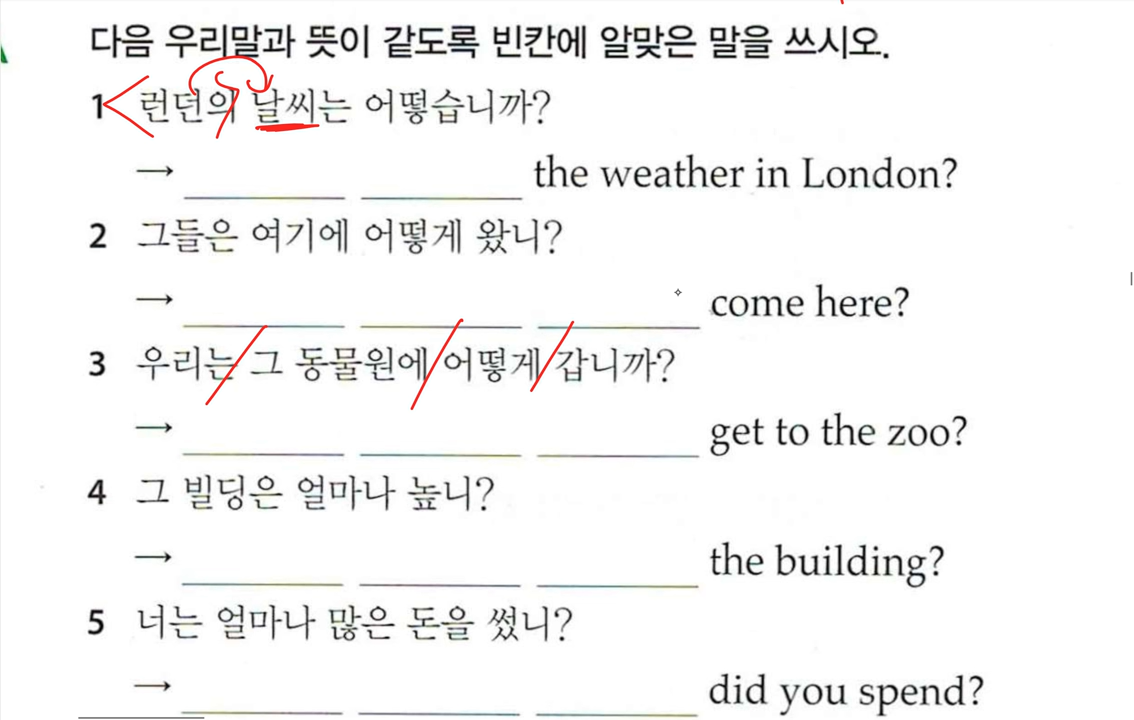 다음 우리말과 뜻이 같도록 빈칸에 알맞은 말을 쓰시오.
1 런던의 날씨는 어떻습니까?
→ ________ ________ the weather in London?
2 그들은 여기에 어떻게 왔니?
→ ________ ________ ________ come here?
3 우리는 그 동물원에 어떻게 갑니까?
→ ________ ________ ________ get to the zoo?
4 그 빌딩은 얼마나 높니?
→ ________ ________ ________ the building?
5 너는 얼마나 많은 돈을 썼니?
→ ________ ________ ________ did you spend?